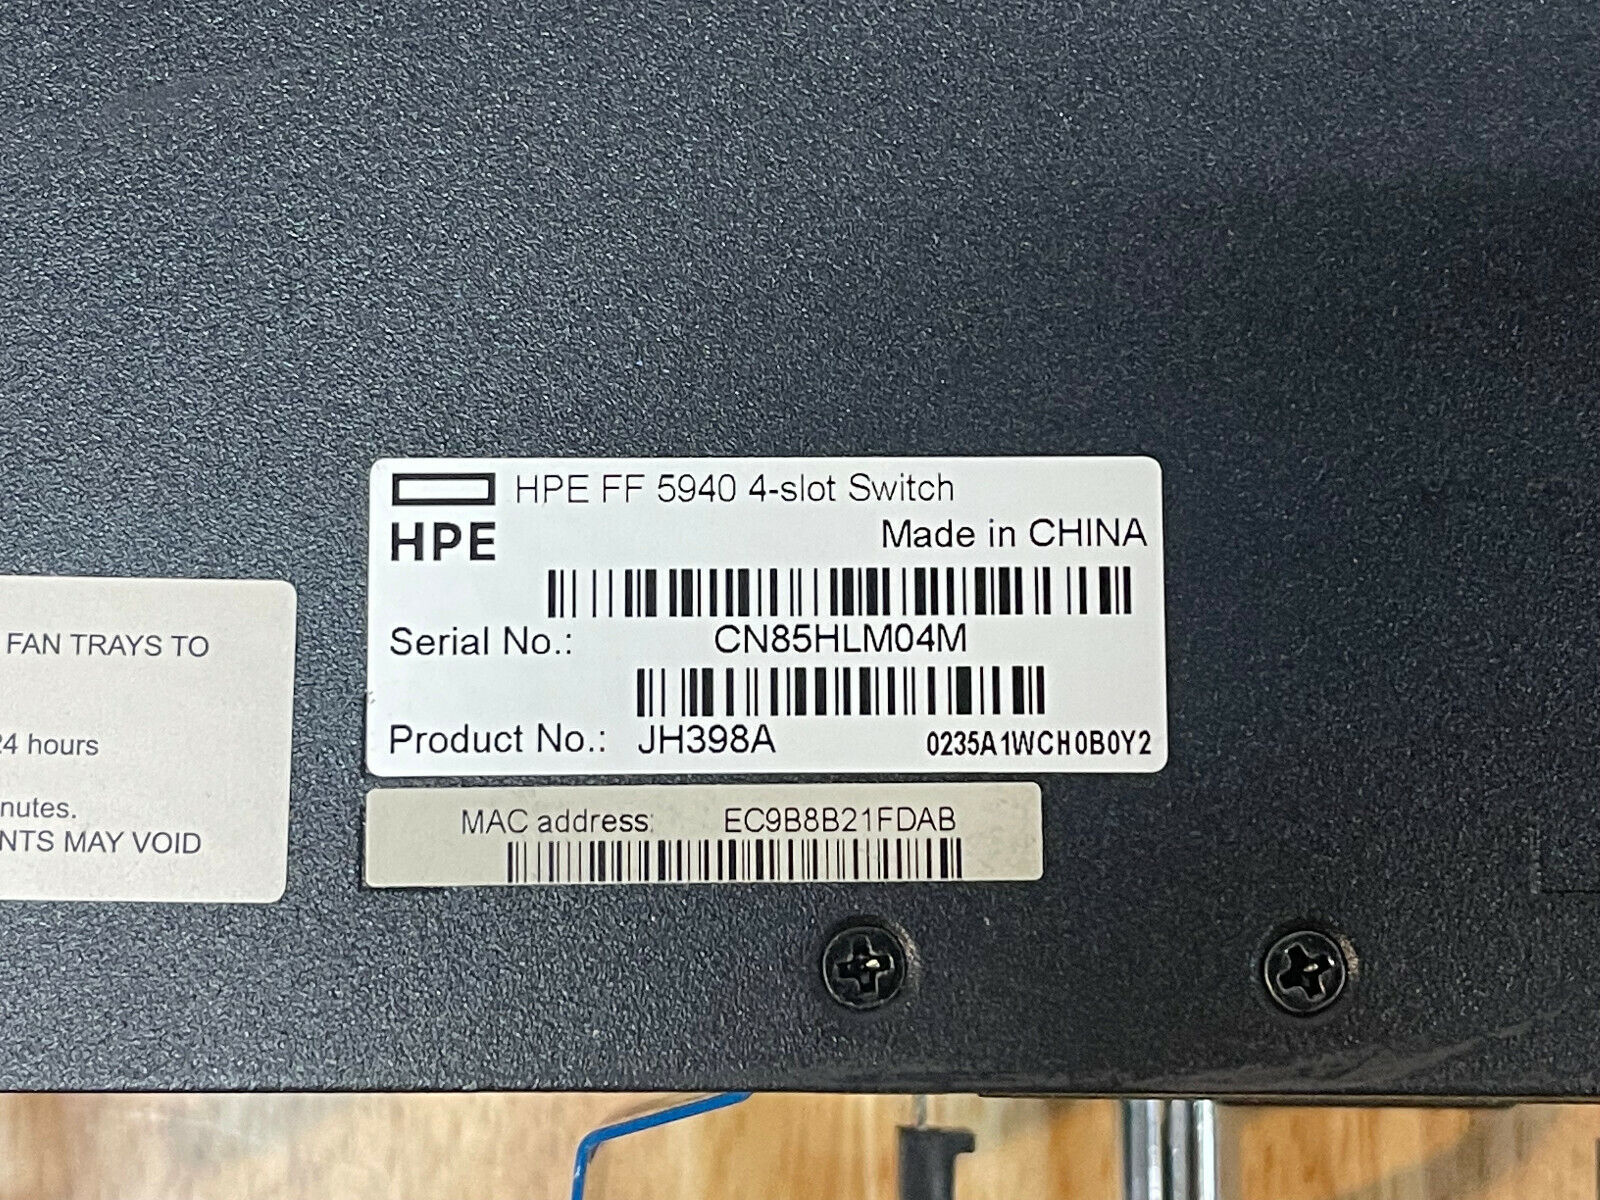 HPE FF 5940 4-slot Switch
HPE
Made in CHINA
Serial No.: CN85HLM04M
Product No.: JH398A 0235A1WCH0B0Y2
MAC address: EC9B8B21FDAB
FAN TRAYS TO
24 hours
nutes.
NTS MAY VOID